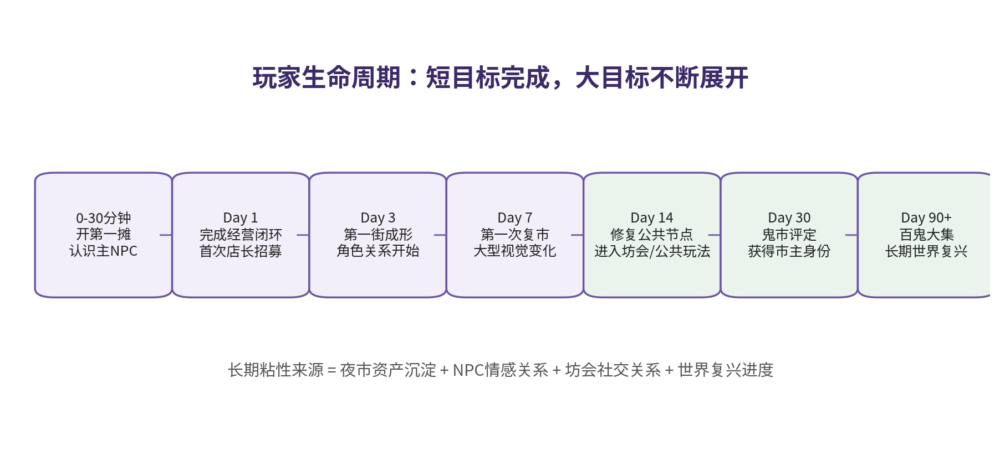 玩家生命周期：短目标完成，大目标不断展开
0-30分钟
开第一摊
认识主NPC
Day 1
完成经营闭环
首次店长招募
Day 3
第一街成形
角色关系开始
Day 7
第一次复市
大型视觉变化
Day 14
修复公共节点
进入坊会/公共玩法
Day 30
鬼市评定
获得市主身份
Day 90+
百鬼大集
长期世界复兴
长期粘性来源 = 夜市资产沉淀 + NPC情感关系 + 坊会社交关系 + 世界复兴进度